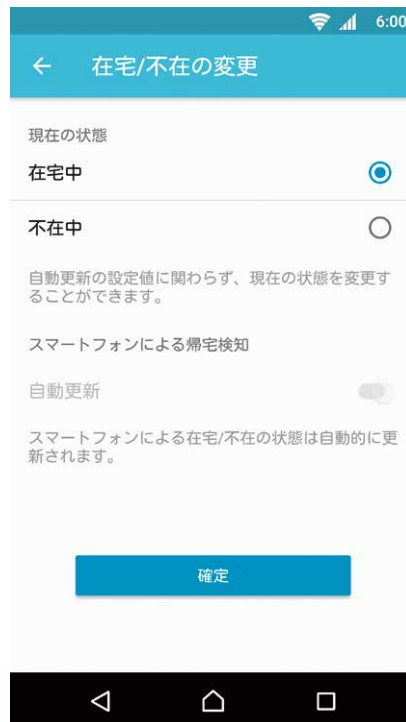 6:00
在宅/不在の変更
現在の状態
在宅中
不在中
自動更新の設定値に関わらず、現在の状態を変更す
ることができます。
スマートフォンによる帰宅検知
自動更新
スマートフォンによる在宅/不在の状態は自動的に更
新されます。
確定